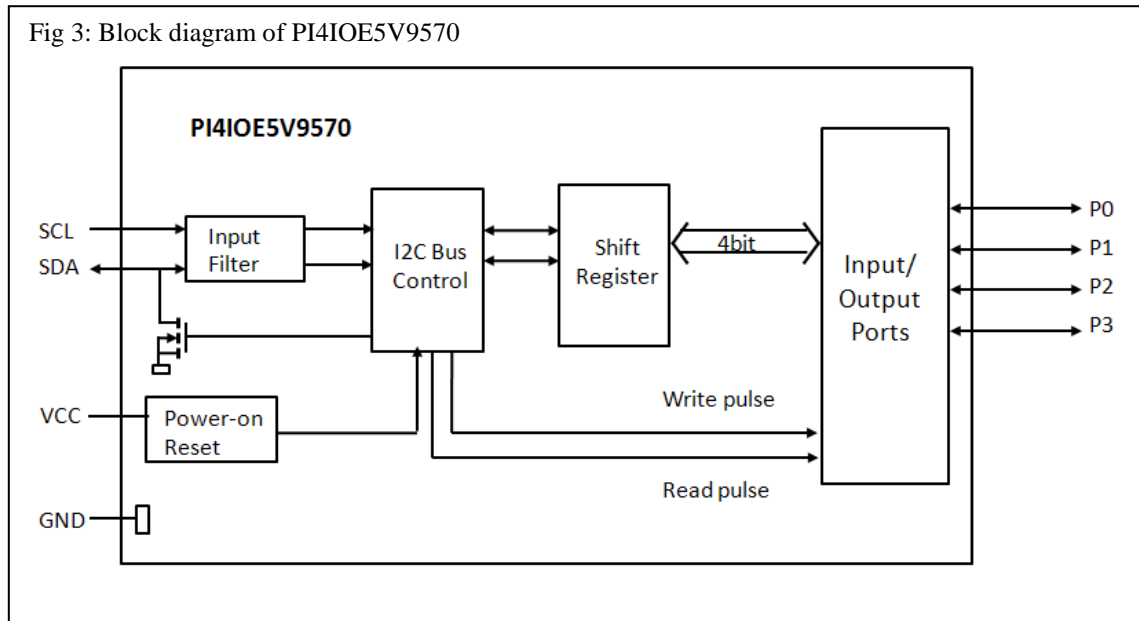 Fig 3: Block diagram of PI4IOE5V9570
PI4IOE5V9570
SCL
SDA
Input
Filter
I2C Bus
Control
Shift
Register
4bit
Input/
Output
Ports
P0
P1
P2
P3
VCC
Power-on
Reset
Write pulse
Read pulse
GND